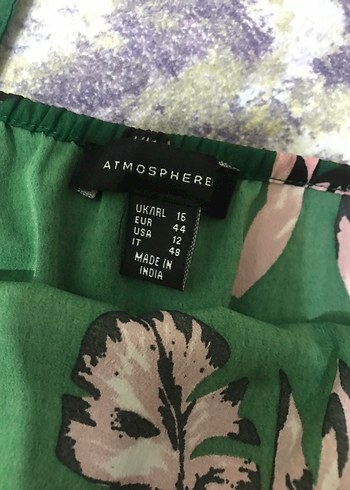 ATMOSPHERE
UK/IRL 16
EUR 44
USA 12
IT 48
MADE IN
INDIA